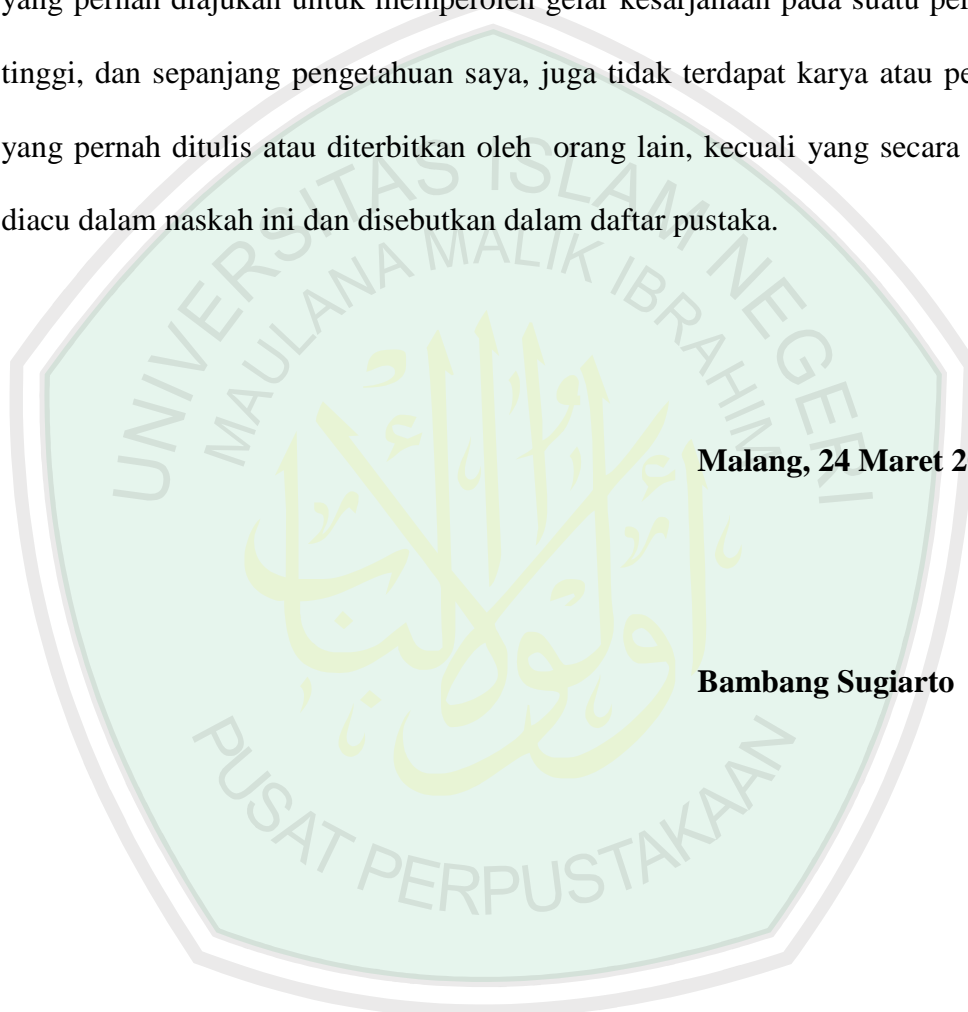 yang pernah diajukan untuk memperoleh gelar kesarjanaan pada suatu per
tinggi, dan sepanjang pengetahuan saya, juga tidak terdapat karya atau pe
yang pernah ditulis atau diterbitkan oleh orang lain, kecuali yang secara
diacu dalam naskah ini dan disebutkan dalam daftar pustaka.
UNIVERSITAS ISLAM NEGERI
MAULANA MALIK IBRAHIM
Malang, 24 Maret 2
Bambang Sugiarto
PUSAT PERPUSTAKAAN